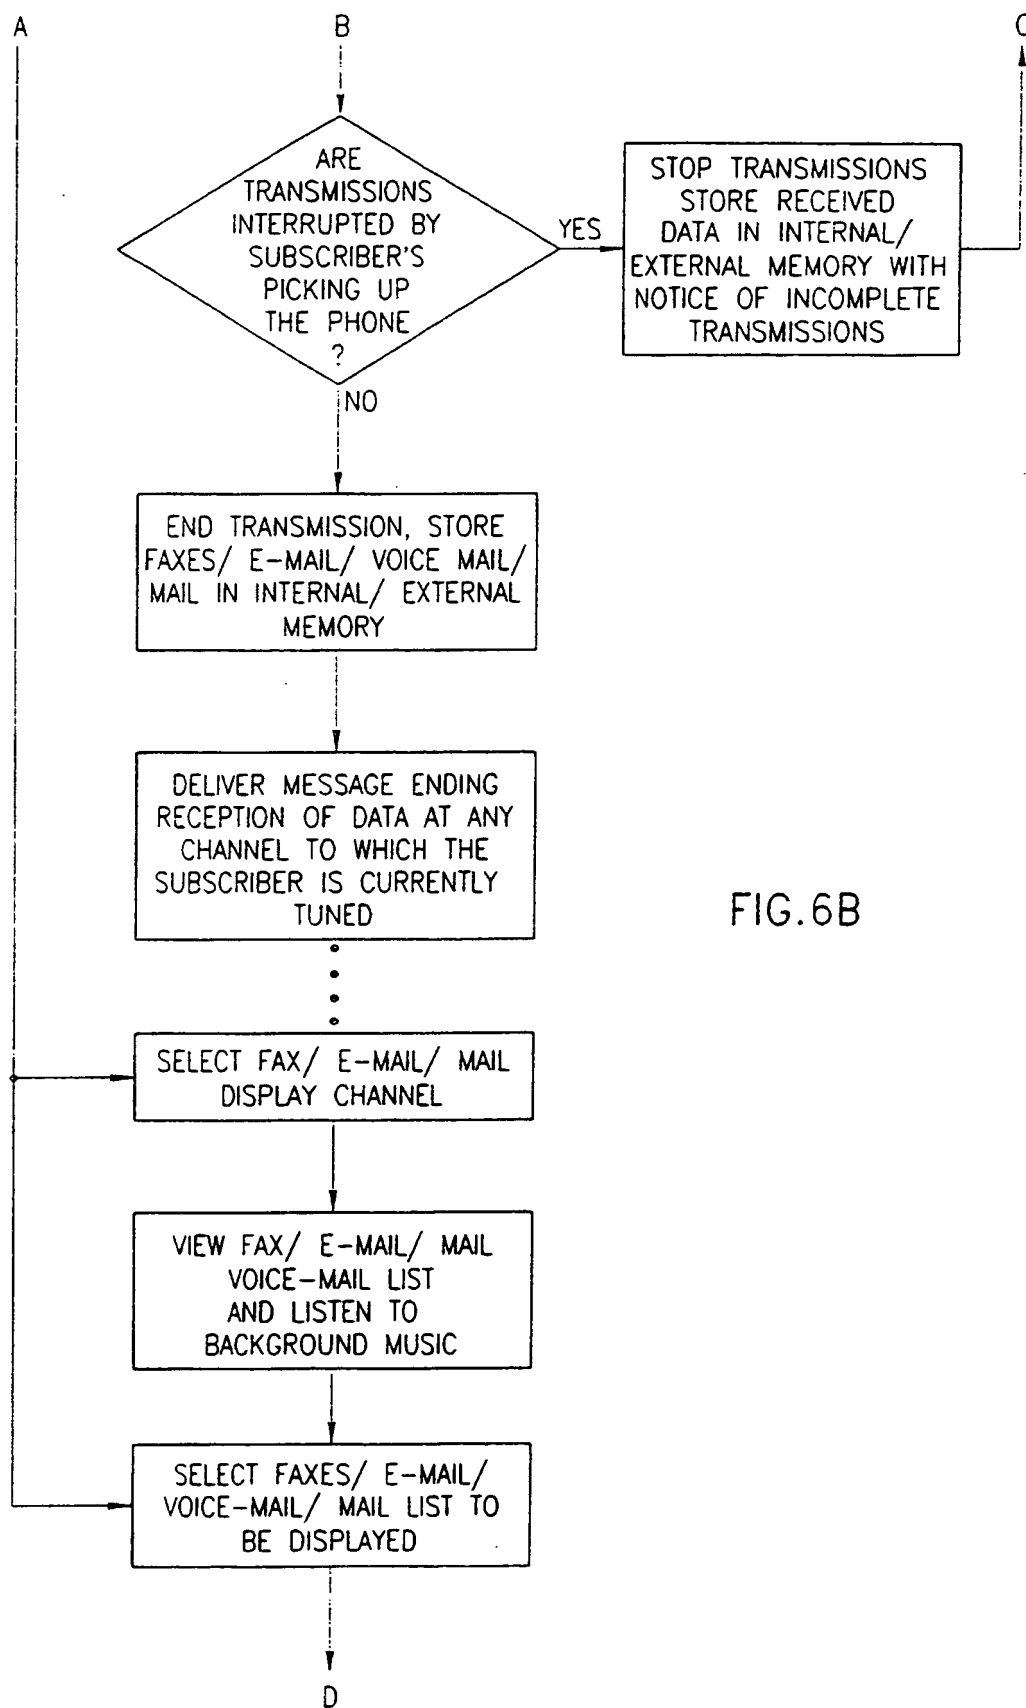 A
B
C
ARE
TRANSMISSIONS
INTERRUPTED BY
SUBSCRIBER'S
PICKING UP
THE PHONE
?
YES
STOP TRANSMISSIONS
STORE RECEIVED
DATA IN INTERNAL/
EXTERNAL MEMORY WITH
NOTICE OF INCOMPLETE
TRANSMISSIONS
NO
END TRANSMISSION, STORE
FAXES/ E-MAIL/ VOICE MAIL/
MAIL IN INTERNAL/ EXTERNAL
MEMORY
DELIVER MESSAGE ENDING
RECEPTION OF DATA AT ANY
CHANNEL TO WHICH THE
SUBSCRIBER IS CURRENTLY
TUNED
FIG.6B
SELECT FAX/ E-MAIL/ MAIL
DISPLAY CHANNEL
VIEW FAX/ E-MAIL/ MAIL
VOICE-MAIL LIST
AND LISTEN TO
BACKGROUND MUSIC
SELECT FAXES/ E-MAIL/
VOICE-MAIL/ MAIL LIST TO
BE DISPLAYED
D